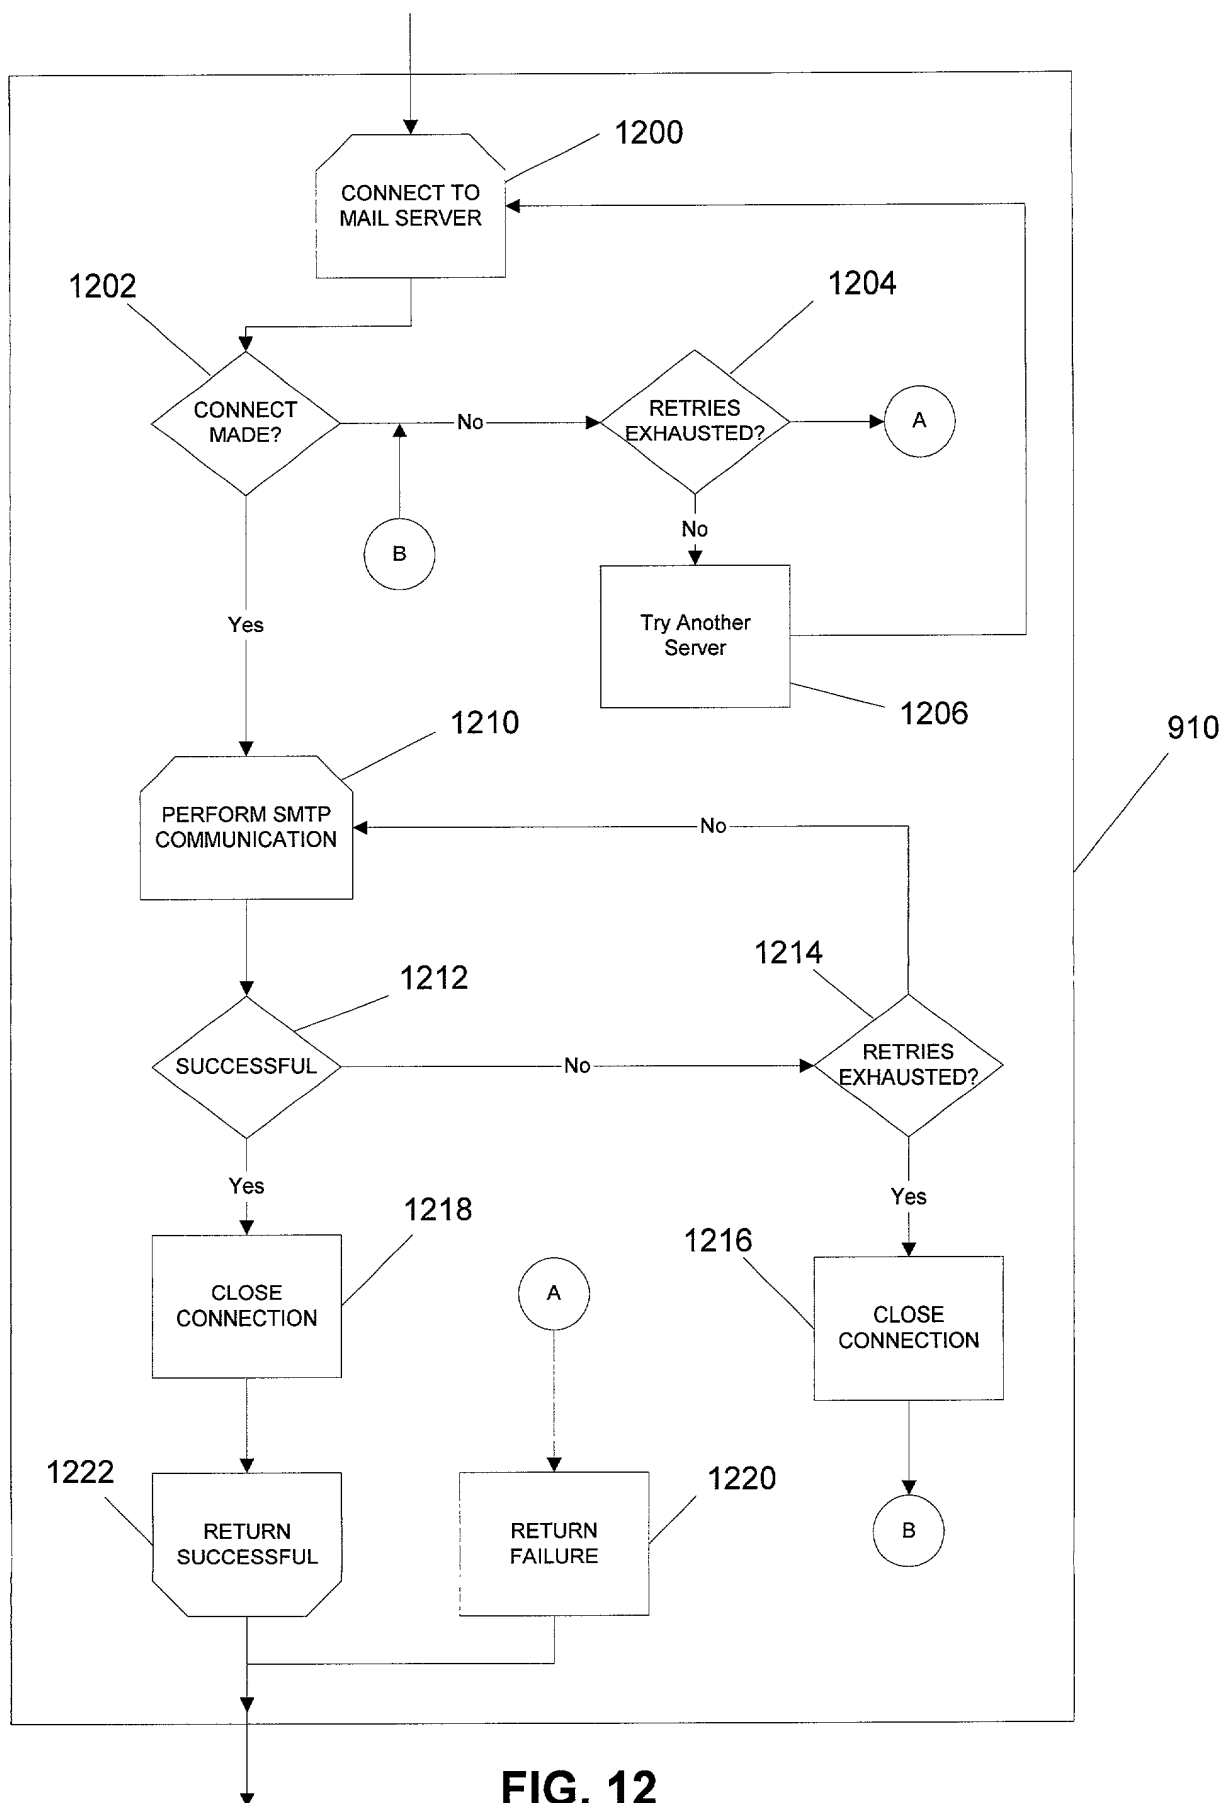 1200
CONNECT TO
MAIL SERVER
1202
1204
CONNECT
MADE?
No
RETRIES
EXHAUSTED?
A
B
No
Yes
Try Another
Server
1206
1210
910
PERFORM SMTP
COMMUNICATION
No
1212
1214
SUCCESSFUL
No
RETRIES
EXHAUSTED?
Yes
Yes
1218
1216
CLOSE
CONNECTION
A
CLOSE
CONNECTION
1222
1220
RETURN
SUCCESSFUL
RETURN
FAILURE
B
FIG. 12